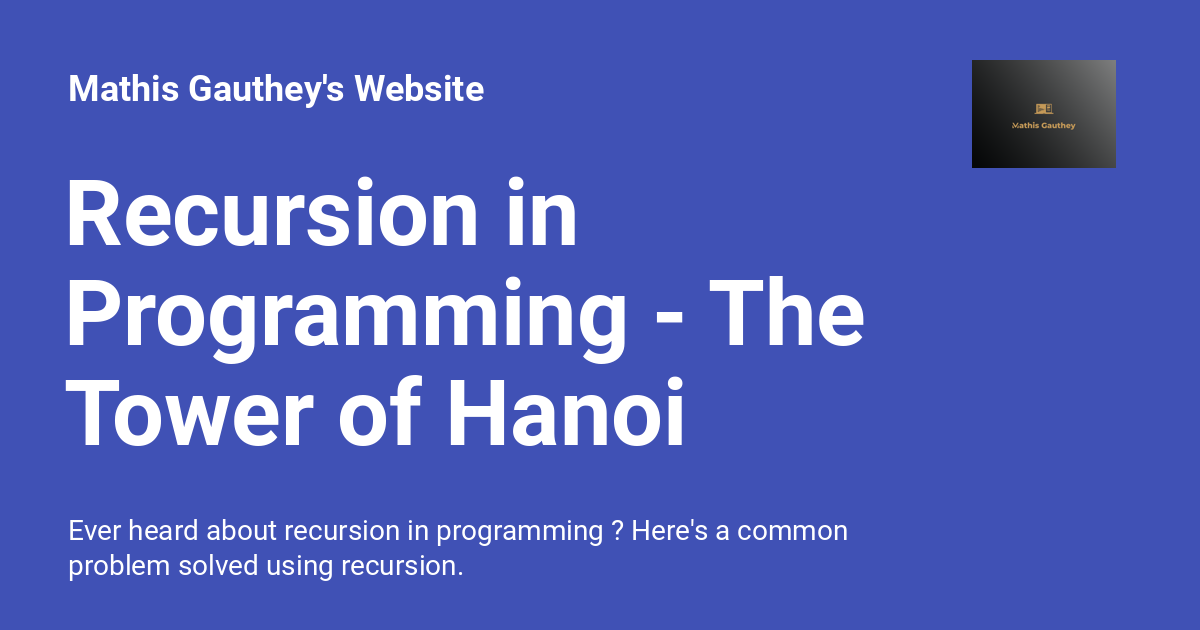 Mathis Gauthey's Website
Mathis Gauthey
Recursion in
Programming - The
Tower of Hanoi
Ever heard about recursion in programming ? Here's a common
problem solved using recursion.